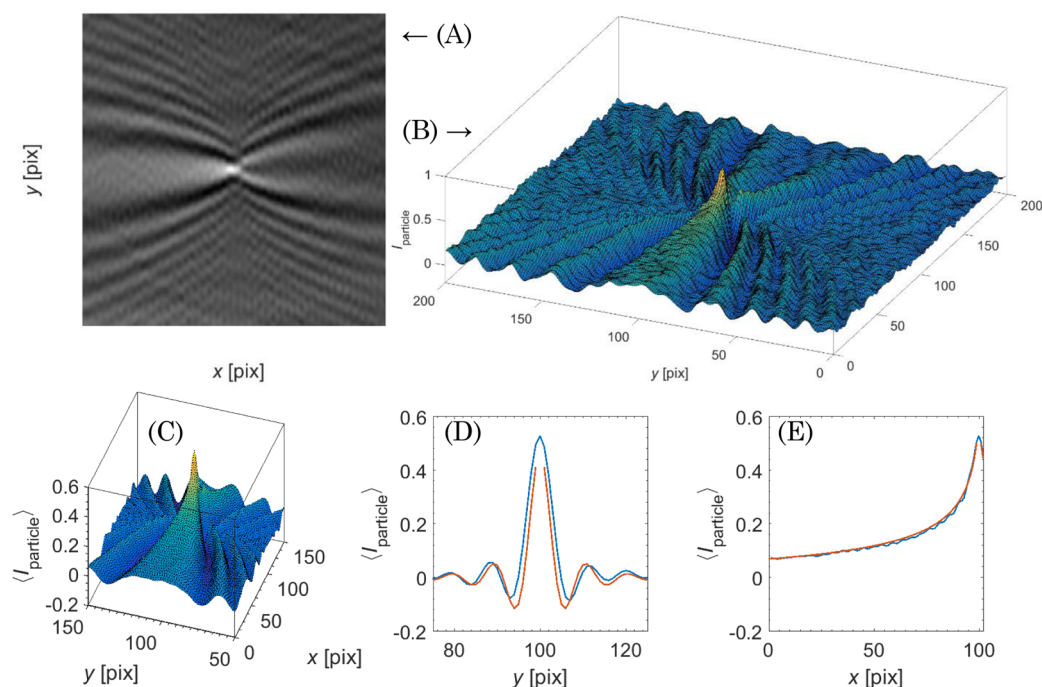 ← (A)
y [pix]
x [pix]
(B) →
1
0.5
0
I_particle
200
150
100
50
0
y [pix]
0
50
100
150
200
(C)
0.6
0.4
0.2
0
-0.2
⟨I_particle⟩
150
100
50
y [pix]
0
50
100
150
x [pix]
(D)
0.6
0.4
0.2
0
-0.2
⟨I_particle⟩
80
100
120
y [pix]
(E)
0.6
0.4
0.2
0
-0.2
⟨I_particle⟩
0
50
100
x [pix]